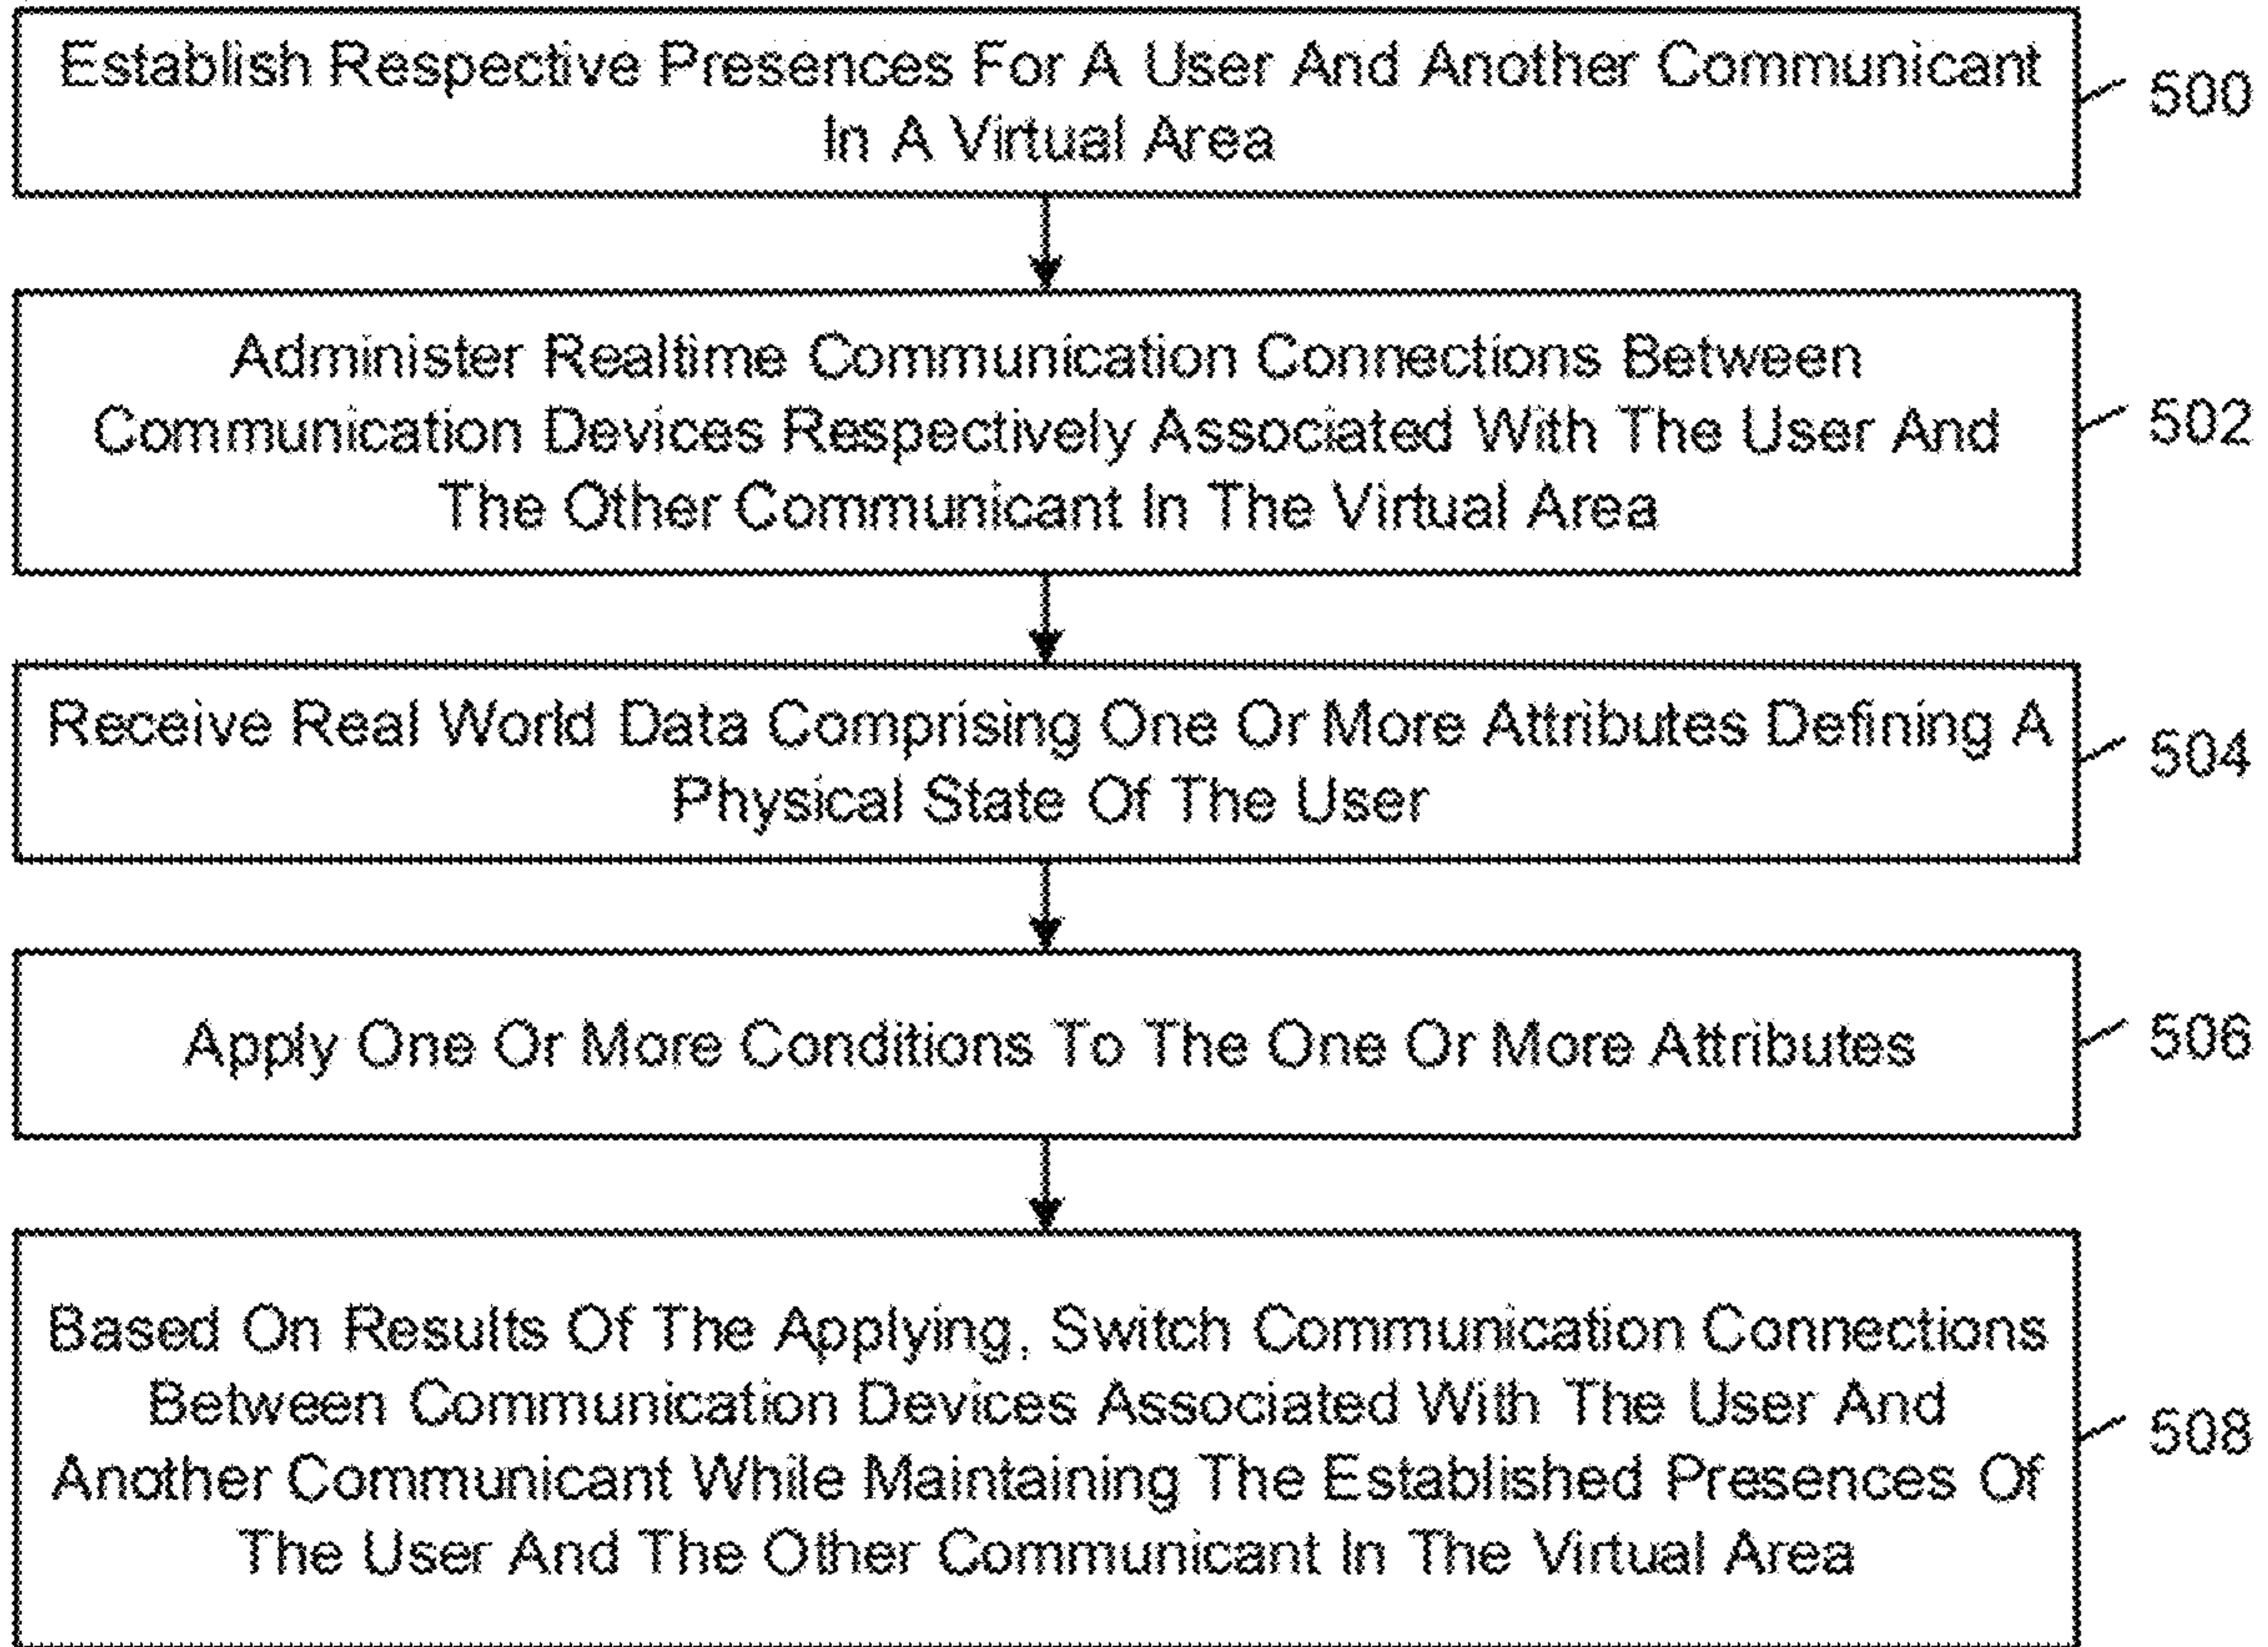 Establish Respective Presences For A User And Another Communicant
In A Virtual Area
500
Administer Realtime Communication Connections Between
Communication Devices Respectively Associated With The User And
The Other Communicant In The Virtual Area
502
Receive Real World Data Comprising One Or More Attributes Defining A
Physical State Of The User
504
Apply One Or More Conditions To The One Or More Attributes
506
Based On Results Of The Applying, Switch Communication Connections
Between Communication Devices Associated With The User And
Another Communicant While Maintaining The Established Presences Of
The User And The Other Communicant In The Virtual Area
508